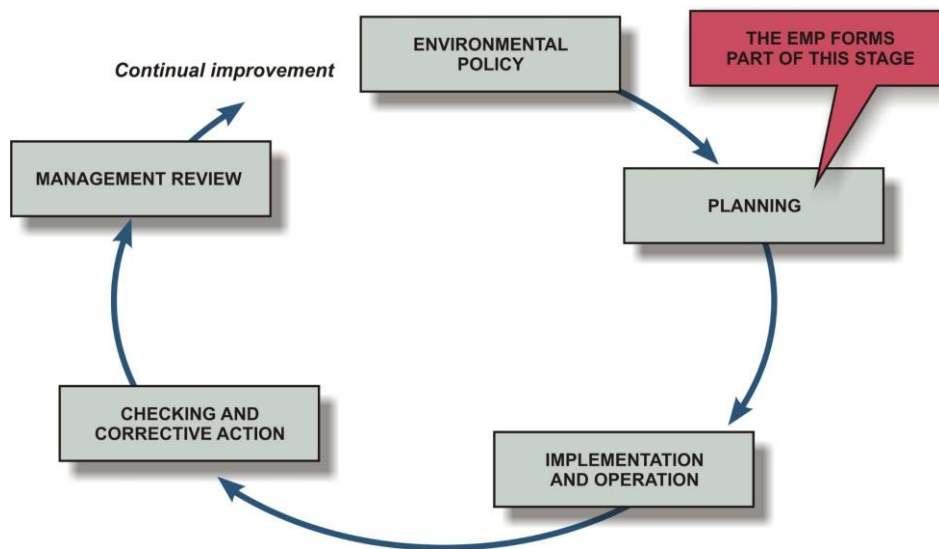 ENVIRONMENTAL
POLICY
THE EMP FORMS
PART OF THIS STAGE
Continual improvement
MANAGEMENT REVIEW
PLANNING
CHECKING AND
CORRECTIVE ACTION
IMPLEMENTATION
AND OPERATION